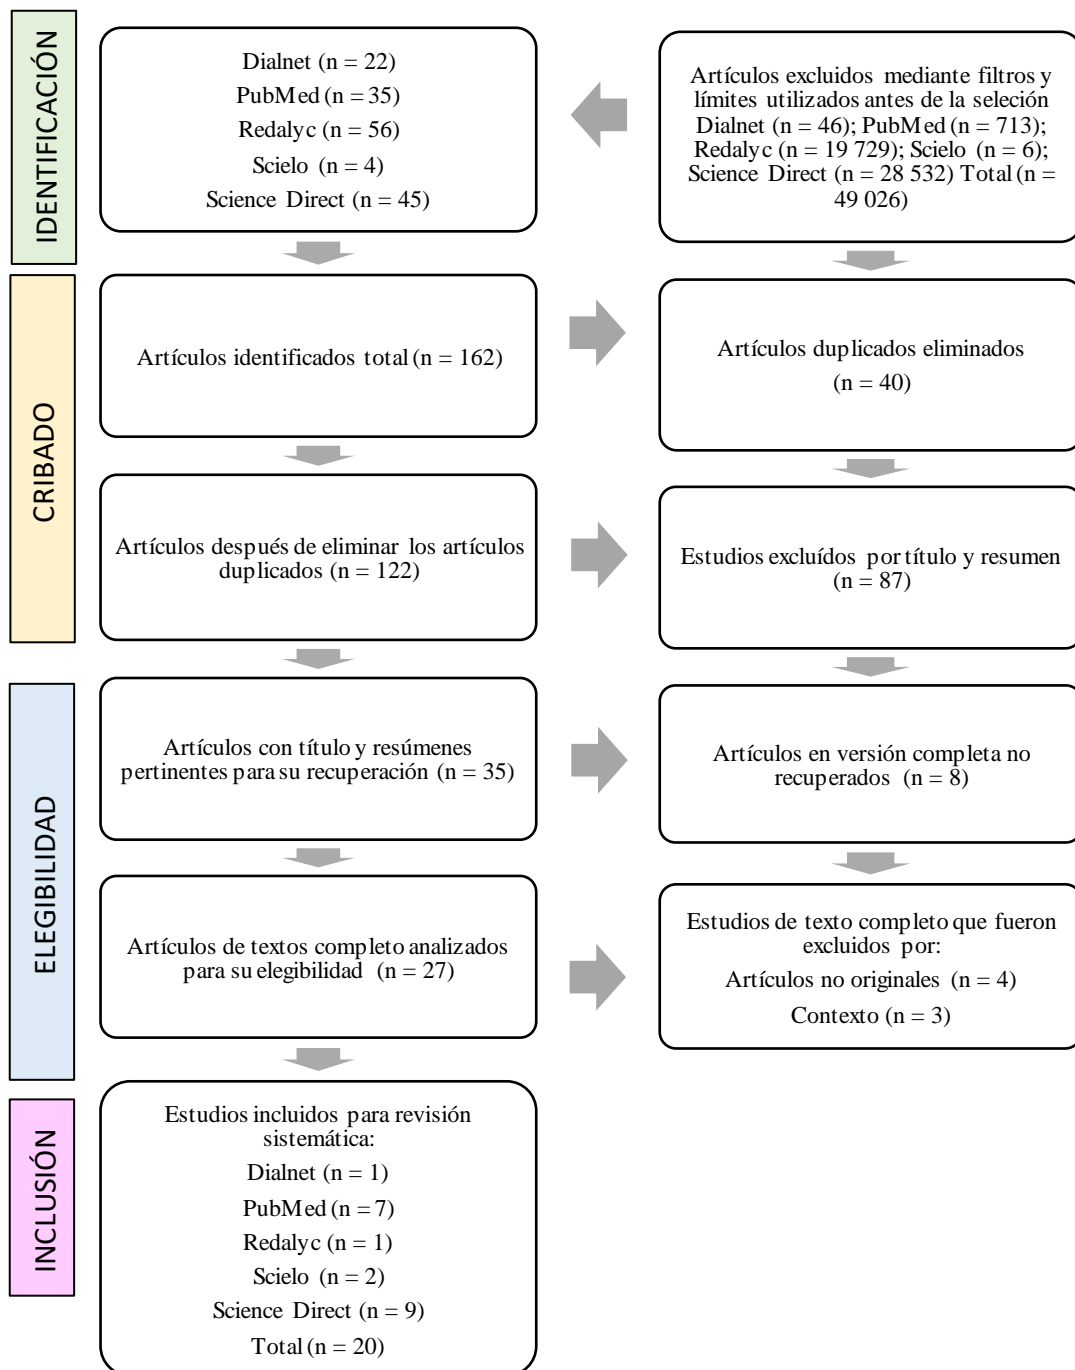 IDENTIFICACIÓN
Dialnet (n = 22)
PubMed (n = 35)
Redalyc (n = 56)
Scielo (n = 4)
Science Direct (n = 45)
Artículos excluidos mediante filtros y
límites utilizados antes de la seleción
Dialnet (n = 46); PubMed (n = 713);
Redalyc (n = 19 729); Scielo (n = 6);
Science Direct (n = 28 532) Total (n =
49 026)
CRIBADO
Artículos identificados total (n = 162)
Artículos duplicados eliminados
(n = 40)
Artículos después de eliminar los artículos
duplicados (n = 122)
Estudios excluídos por título y resumen
(n = 87)
ELEGIBILIDAD
Artículos con título y resúmenes
pertinentes para su recuperación (n = 35)
Artículos en versión completa no
recuperados (n = 8)
Artículos de textos completo analizados
para su elegibilidad (n = 27)
Estudios de texto completo que fueron
excluidos por:
Artículos no originales (n = 4)
Contexto (n = 3)
INCLUSIÓN
Estudios incluidos para revisión
sistemática:
Dialnet (n = 1)
PubMed (n = 7)
Redalyc (n = 1)
Scielo (n = 2)
Science Direct (n = 9)
Total (n = 20)